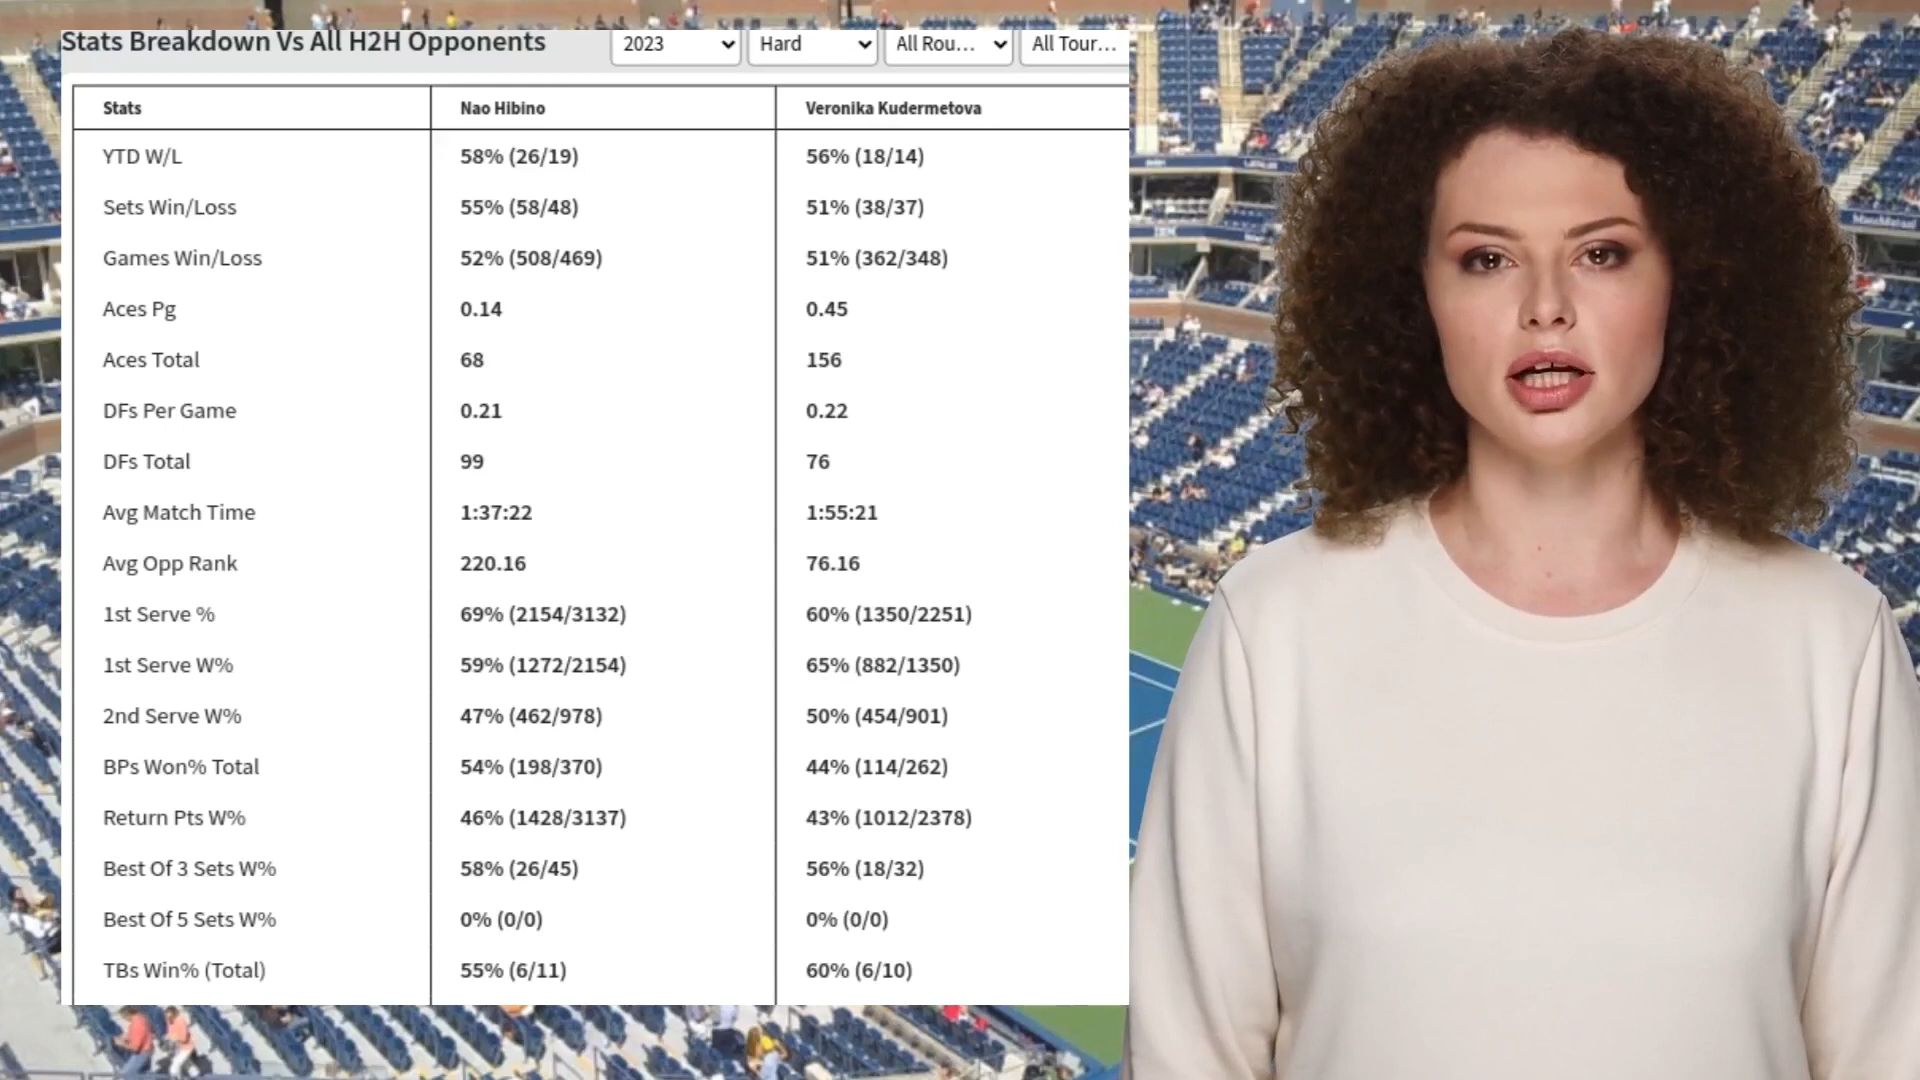 Stats Breakdown Vs All H2H Opponents 2023 Hard All Rou... All Tour...
Stats Nao Hibino Veronika Kudermetova
YTD W/L 58% (26/19) 56% (18/14)
Sets Win/Loss 55% (58/48) 51% (38/37)
Games Win/Loss 52% (508/469) 51% (362/348)
Aces Pg 0.14 0.45
Aces Total 68 156
DFs Per Game 0.21 0.22
DFs Total 99 76
Avg Match Time 1:37:22 1:55:21
Avg Opp Rank 220.16 76.16
1st Serve % 69% (2154/3132) 60% (1350/2251)
1st Serve W% 59% (1272/2154) 65% (882/1350)
2nd Serve W% 47% (462/978) 50% (454/901)
BPs Won% Total 54% (198/370) 44% (114/262)
Return Pts W% 46% (1428/3137) 43% (1012/2378)
Best Of 3 Sets W% 58% (26/45) 56% (18/32)
Best Of 5 Sets W% 0% (0/0) 0% (0/0)
TBs Win% (Total) 55% (6/11) 60% (6/10)
IBM